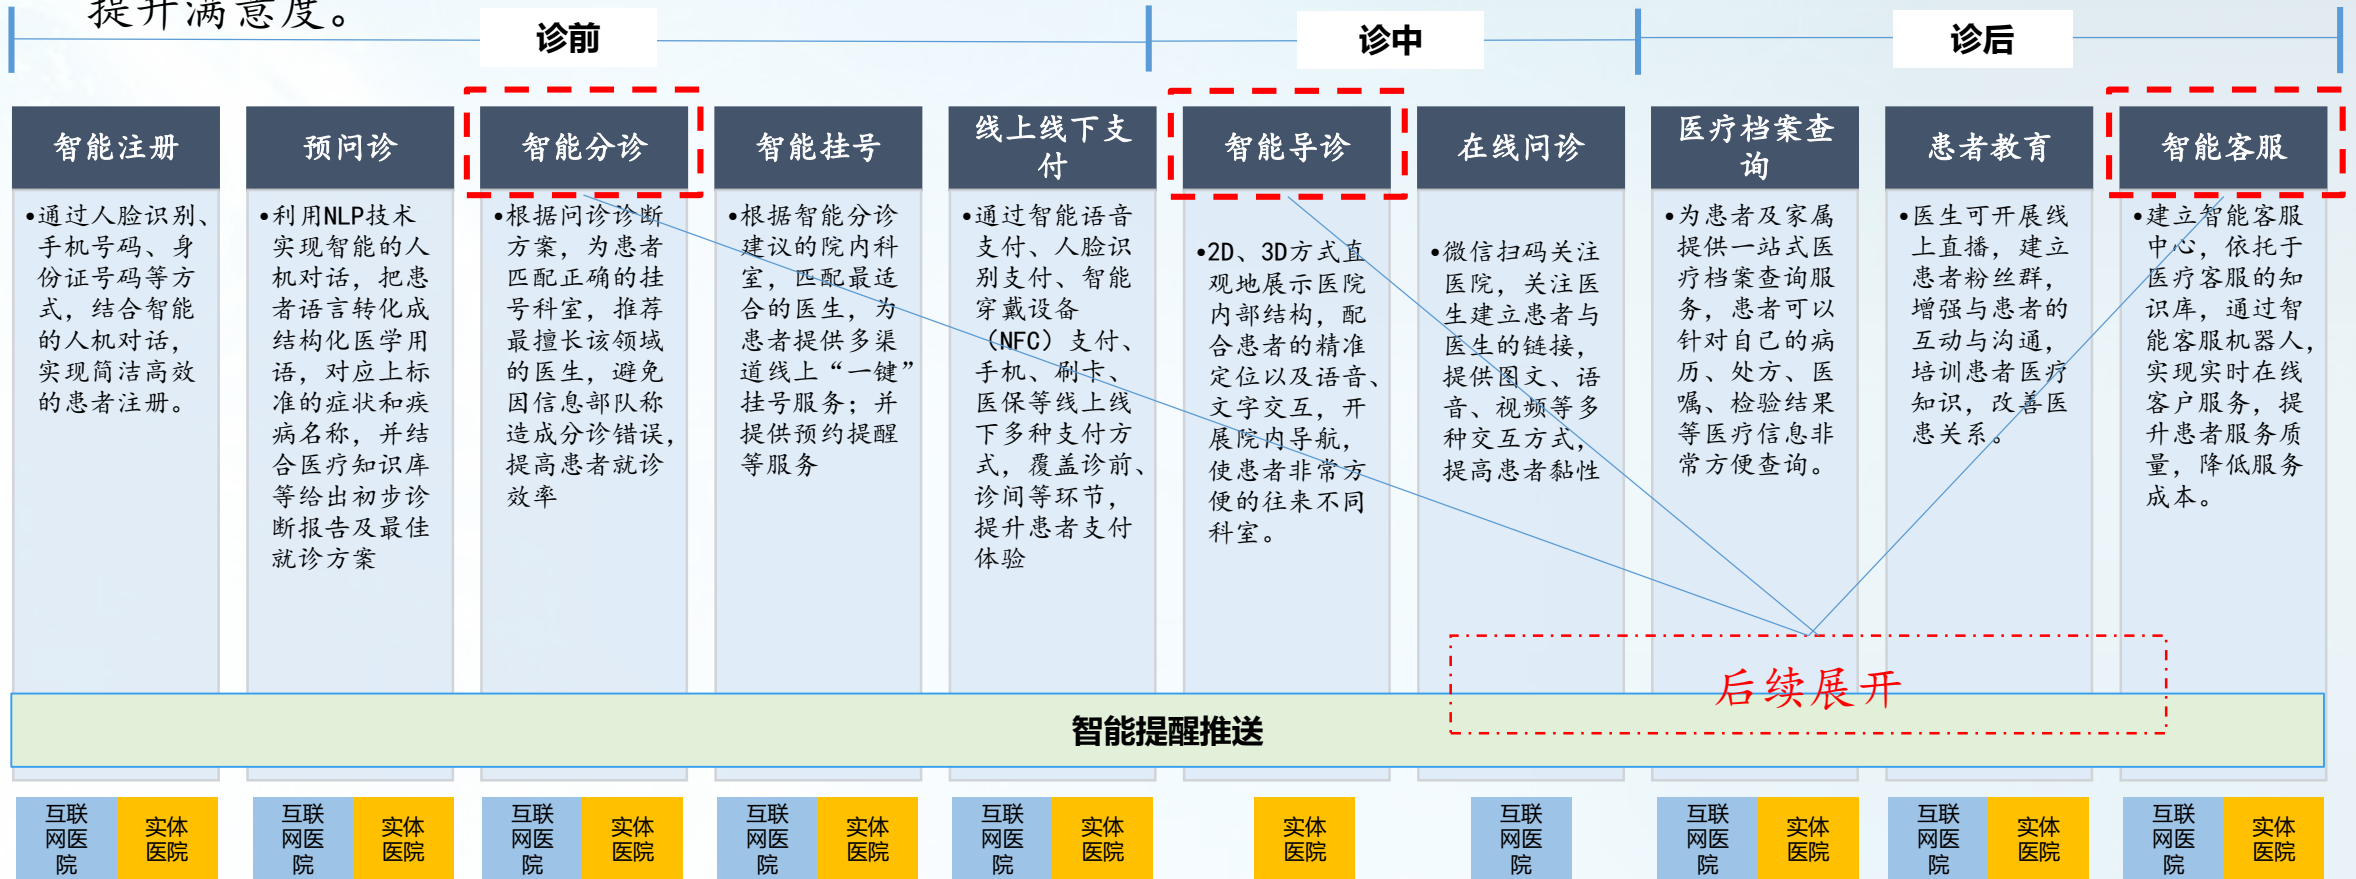 提升满意度。
诊前
诊中
诊后
智能注册
•通过人脸识别、
手机号码、身
份证号码等方
式，结合智能
的人机对话，
实现简洁高效
的患者注册。
预问诊
•利用NLP技术
实现智能的人
机对话，把患
者语言转化成
结构化医学用
语，对应上标
准的症状和疾
病名称，并结
合医疗知识库
等给出初步诊
断报告及最佳
就诊方案
智能分诊
•根据问诊诊断
方案，为患者
匹配正确的挂
号科室，推荐
最擅长该领域
的医生，避免
因信息部队称
造成分诊错误，
提高患者就诊
效率
智能挂号
•根据智能分诊
建议的院内科
室，匹配最适
合的医生，为
患者提供多渠
道线上“一键”
挂号服务；并
提供预约提醒
等服务
线上线下支
付
•通过智能语音
支付、人脸识
别支付、智能
穿戴设备
（NFC）支付、
手机、刷卡、
医保等线上线
下多种支付方
式，覆盖诊前、
诊间等环节，
提升患者支付
体验
智能导诊
•2D、3D方式直
观地展示医院
内部结构，配
合患者的精准
定位以及语音、
文字交互，开
展院内导航，
使患者非常方
便的往来不同
科室。
在线问诊
•微信扫码关注
医院，关注医
生建立患者与
医生的链接，
提供图文、语
音、视频等多
种交互方式，
提高患者黏性
医疗档案查
询
•为患者及家属
提供一站式医
疗档案查询服
务，患者可以
针对自己的病
历、处方、医
嘱、检验结果
等医疗信息非
常方便查询。
患者教育
•医生可开展线
上直播，建立
患者粉丝群，
增强与患者的
互动与沟通，
培训患者医疗
知识，改善医
患关系。
智能客服
•建立智能客服
中心，依托于
医疗客服的知
识库，通过智
能客服机器人，
实现实时在线
客户服务，提
升患者服务质
量，降低服务
成本。
后续展开
智能提醒推送
互联
网医
院
实体
医院
互联
网医
院
实体
医院
互联
网医
院
实体
医院
互联
网医
院
实体
医院
互联
网医
院
实体
医院
实体
医院
互联
网医
院
互联
网医
院
实体
医院
互联
网医
院
实体
医院
互联
网医
院
实体
医院